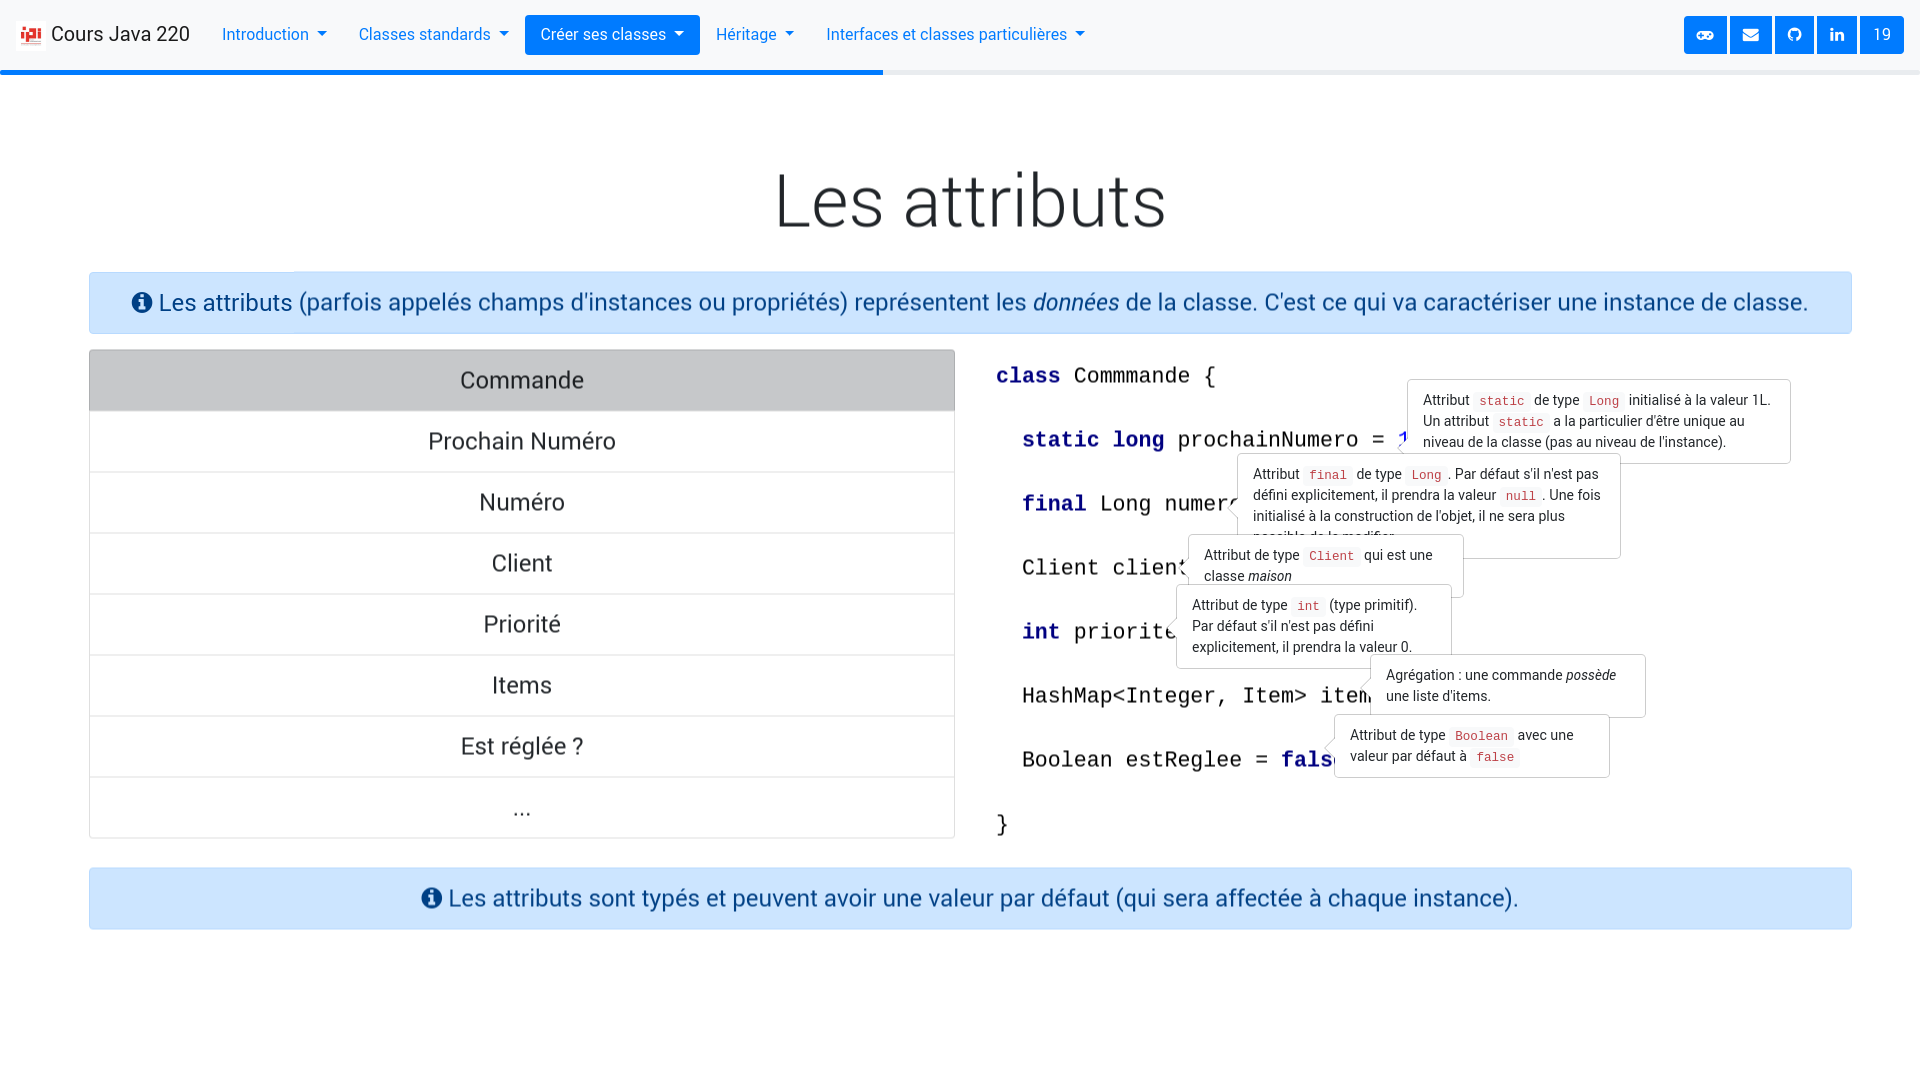 Cours Java 220 Introduction Classes standards Créer ses classes Héritage Interfaces et classes particulières 19
Les attributs
Les attributs (parfois appelés champs d'instances ou propriétés) représentent les données de la classe. C'est ce qui va caractériser une instance de classe.
Commande
Prochain Numéro
Numéro
Client
Priorité
Items
Est réglée ?
...
class Commmande {
static long prochainNumero =
Attribut static de type Long initialisé à la valeur 1L.
Un attribut static a la particulier d'être unique au
niveau de la classe (pas au niveau de l'instance).
final Long numero
Attribut final de type Long . Par défaut s'il n'est pas
défini explicitement, il prendra la valeur null . Une fois
initialisé à la construction de l'objet, il ne sera plus
Client client
Attribut de type Client qui est une
classe maison
int priorite
Attribut de type int (type primitif).
Par défaut s'il n'est pas défini
explicitement, il prendra la valeur 0.
HashMap<Integer, Item> item
Agrégation : une commande possède
une liste d'items.
Boolean estReglee = false
Attribut de type Boolean avec une
valeur par défaut à false
}
Les attributs sont typés et peuvent avoir une valeur par défaut (qui sera affectée à chaque instance).